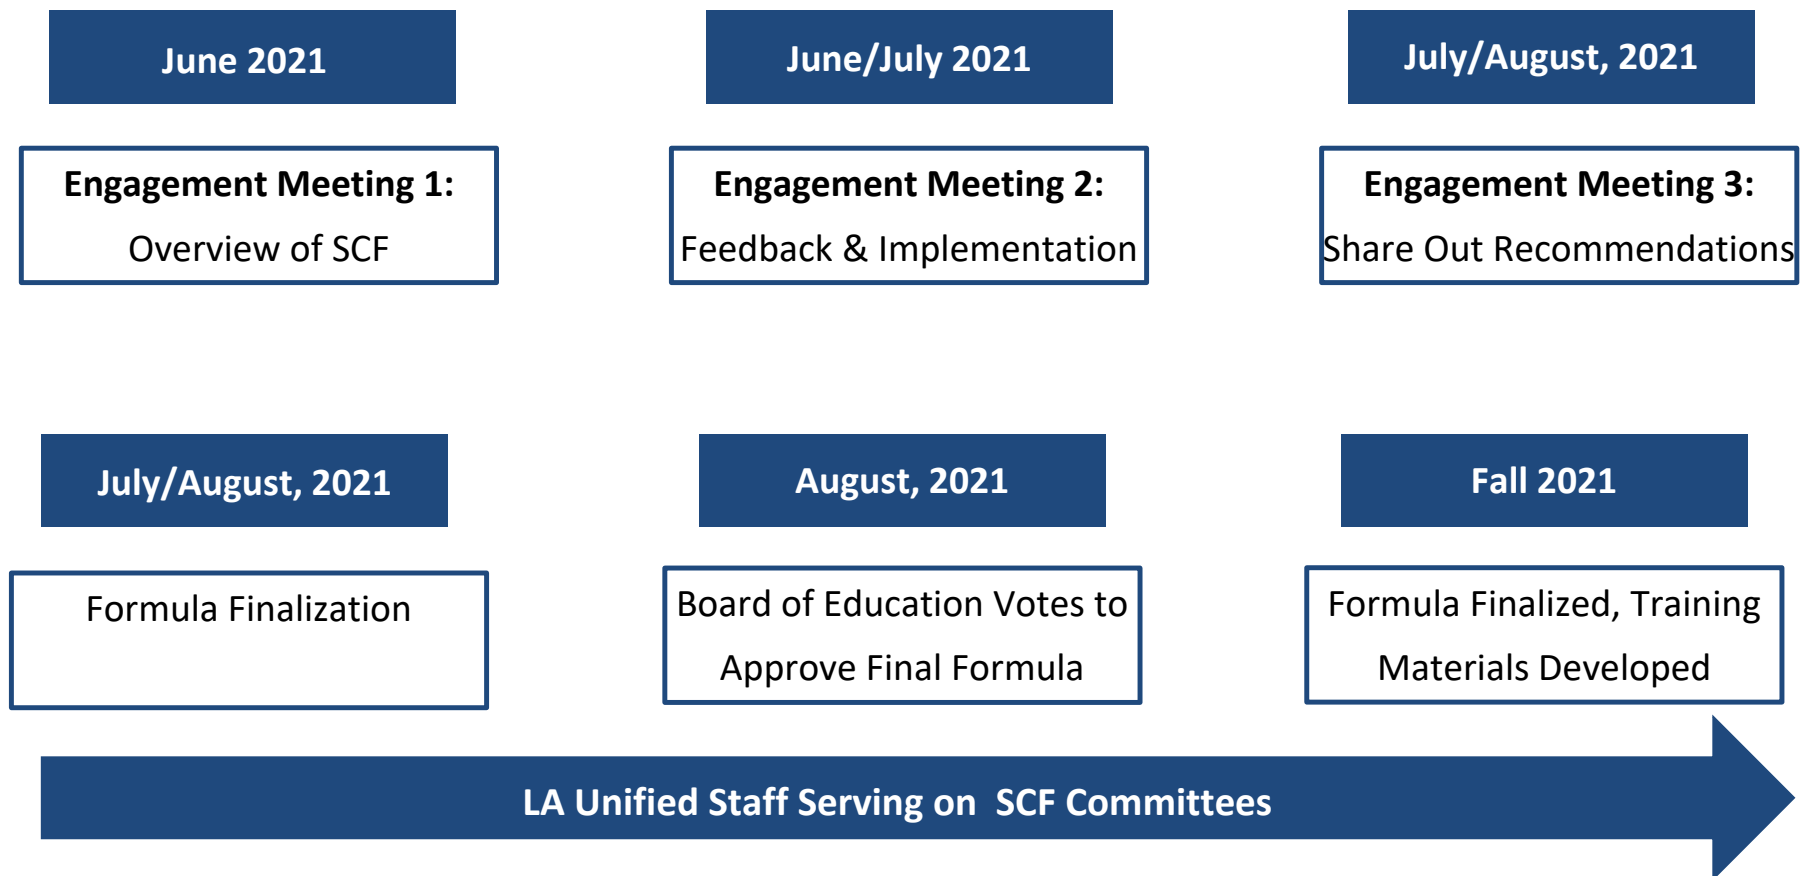 June 2021
June/July 2021
July/August, 2021
Engagement Meeting 1:
Overview of SCF
Engagement Meeting 2:
Feedback & Implementation
Engagement Meeting 3:
Share Out Recommendations
July/August, 2021
August, 2021
Fall 2021
Formula Finalization
Board of Education Votes to
Approve Final Formula
Formula Finalized, Training
Materials Developed
LA Unified Staff Serving on  SCF Committees